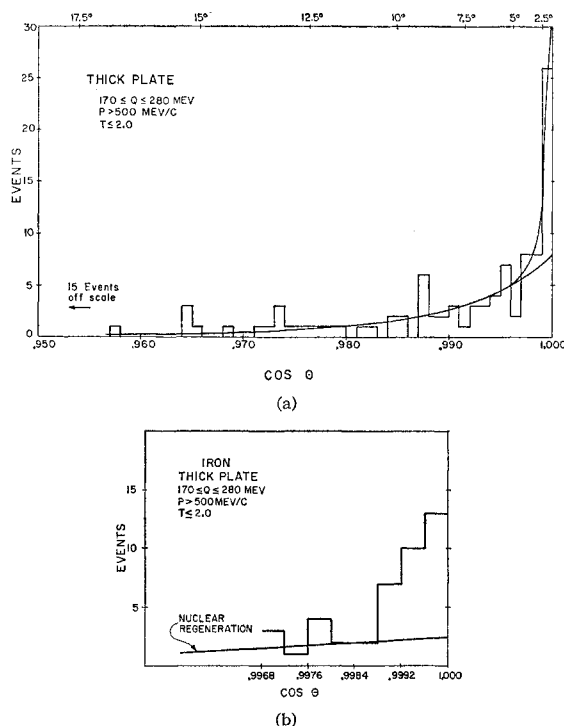 17.5° 15° 12.5° 10° 7.5° 5° 2.5°
30
25
20
15
10
5
0
EVENTS
THICK PLATE
170 ≤ Q ≤ 280 MEV
P > 500 MEV/C
T ≤ 2.0
15 Events
off scale
.950 .960 .970 .980 .990 1.000
COS θ
(a)
15
10
5
EVENTS
IRON
THICK PLATE
170 ≤ Q ≤ 280 MEV
P > 500 MEV/C
T ≤ 2.0
NUCLEAR
REGENERATION
.9968 .9976 .9984 .9992 1.000
COS θ
(b)